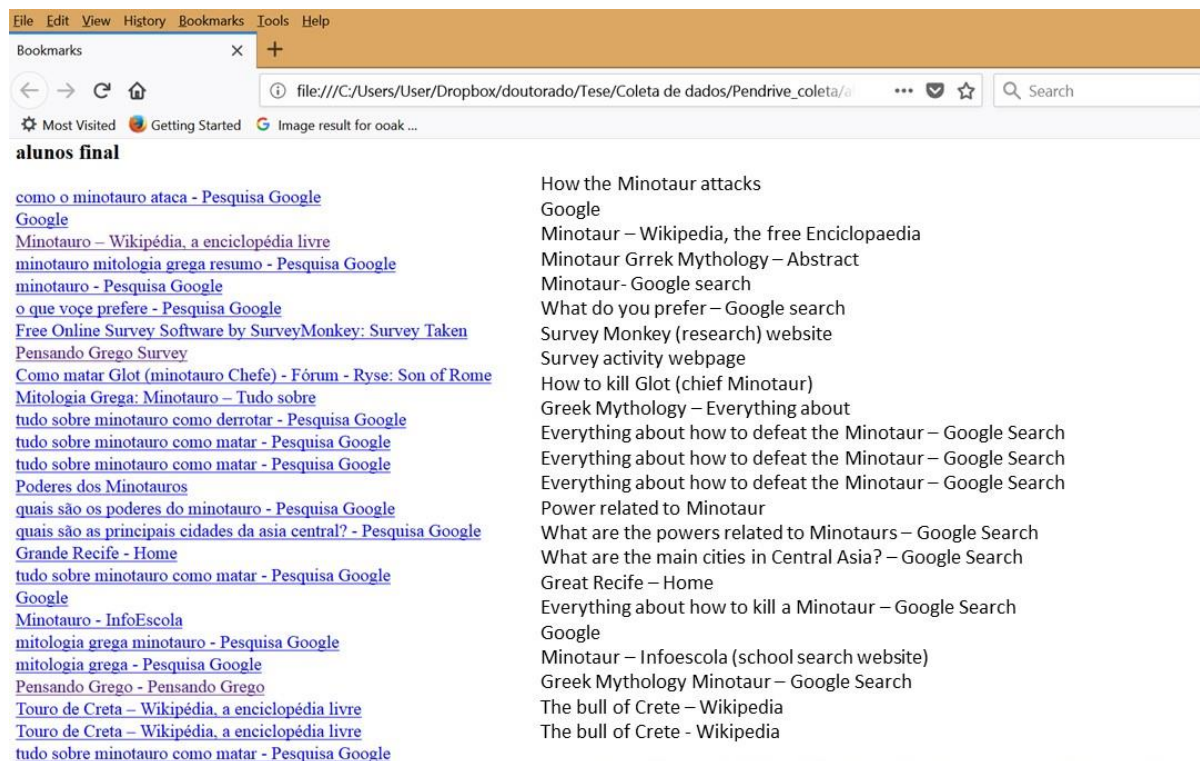 File Edit View History Bookmarks Tools Help
Bookmarks
file:///C:/Users/User/Dropbox/doutorado/Tese/Coleta de dados/Pendrive_coleta/
Search
Most Visited Getting Started Image result for ooak ...
alunos final
como o minotauro ataca - Pesquisa Google
Google
Minotauro – Wikipédia, a enciclopédia livre
minotauro mitologia grega resumo - Pesquisa Google
minotauro - Pesquisa Google
o que voçe prefere - Pesquisa Google
Free Online Survey Software by SurveyMonkey: Survey Taken
Pensando Grego Survey
Como matar Glot (minotauro Chefe) - Fórum - Ryse: Son of Rome
Mitologia Grega: Minotauro – Tudo sobre
tudo sobre minotauro como derrotar - Pesquisa Google
tudo sobre minotauro como matar - Pesquisa Google
tudo sobre minotauro como matar - Pesquisa Google
Poderes dos Minotauros
quais são os poderes do minotauro - Pesquisa Google
quais são as principais cidades da asia central? - Pesquisa Google
Grande Recife - Home
tudo sobre minotauro como matar - Pesquisa Google
Google
Minotauro - InfoEscola
mitologia grega minotauro - Pesquisa Google
mitologia grega - Pesquisa Google
Pensando Grego - Pensando Grego
Touro de Creta – Wikipédia, a enciclopédia livre
Touro de Creta – Wikipédia, a enciclopédia livre
tudo sobre minotauro como matar - Pesquisa Google
How the Minotaur attacks
Google
Minotaur – Wikipedia, the free Enciclopaedia
Minotaur Grrek Mythology – Abstract
Minotaur- Google search
What do you prefer – Google search
Survey Monkey (research) website
Survey activity webpage
How to kill Glot (chief Minotaur)
Greek Mythology – Everything about
Everything about how to defeat the Minotaur – Google Search
Everything about how to defeat the Minotaur – Google Search
Everything about how to defeat the Minotaur – Google Search
Power related to Minotaur
What are the powers related to Minotaurs – Google Search
What are the main cities in Central Asia? – Google Search
Great Recife – Home
Everything about how to kill a Minotaur – Google Search
Google
Minotaur – Infoescola (school search website)
Greek Mythology Minotaur – Google Search
The bull of Crete – Wikipedia
The bull of Crete - Wikipedia